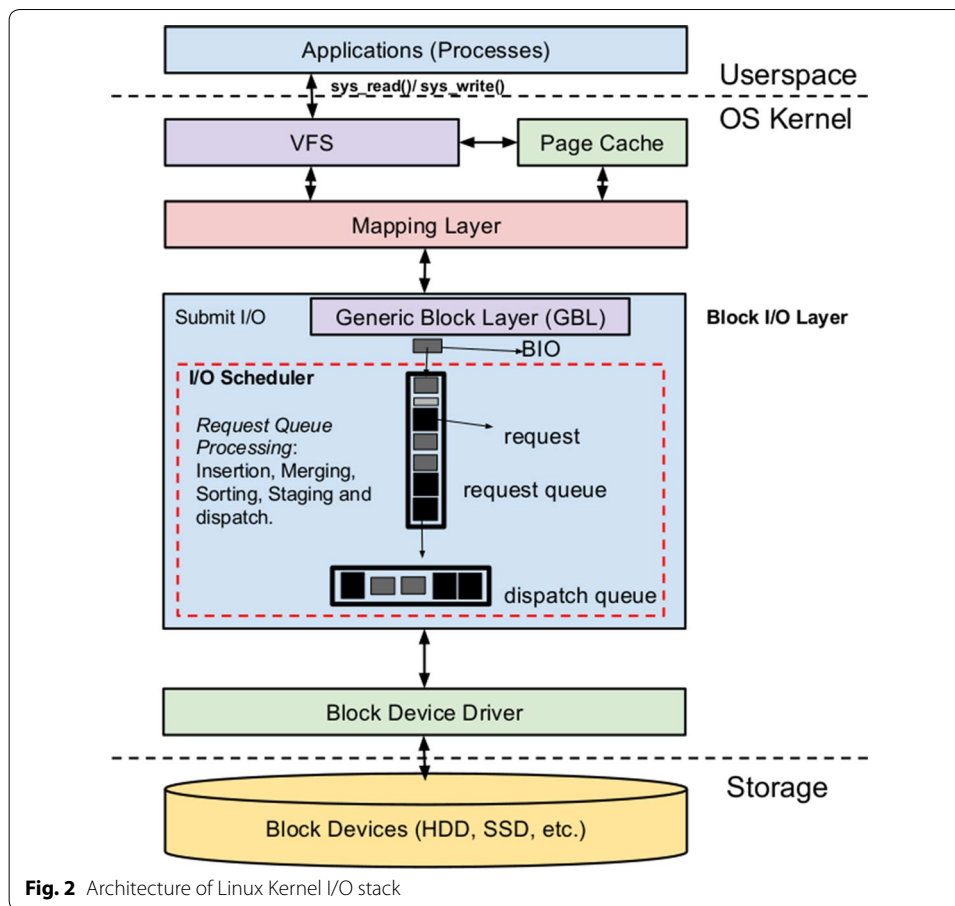 Applications (Processes)
sys_read()/ sys_write()
Userspace
OS Kernel
VFS
Page Cache
Mapping Layer
Submit I/O
Generic Block Layer (GBL)
Block I/O Layer
BIO
I/O Scheduler
Request Queue
Processing:
Insertion, Merging,
Sorting, Staging and
dispatch.
request
request queue
dispatch queue
Block Device Driver
Storage
Block Devices (HDD, SSD, etc.)
Fig. 2 Architecture of Linux Kernel I/O stack